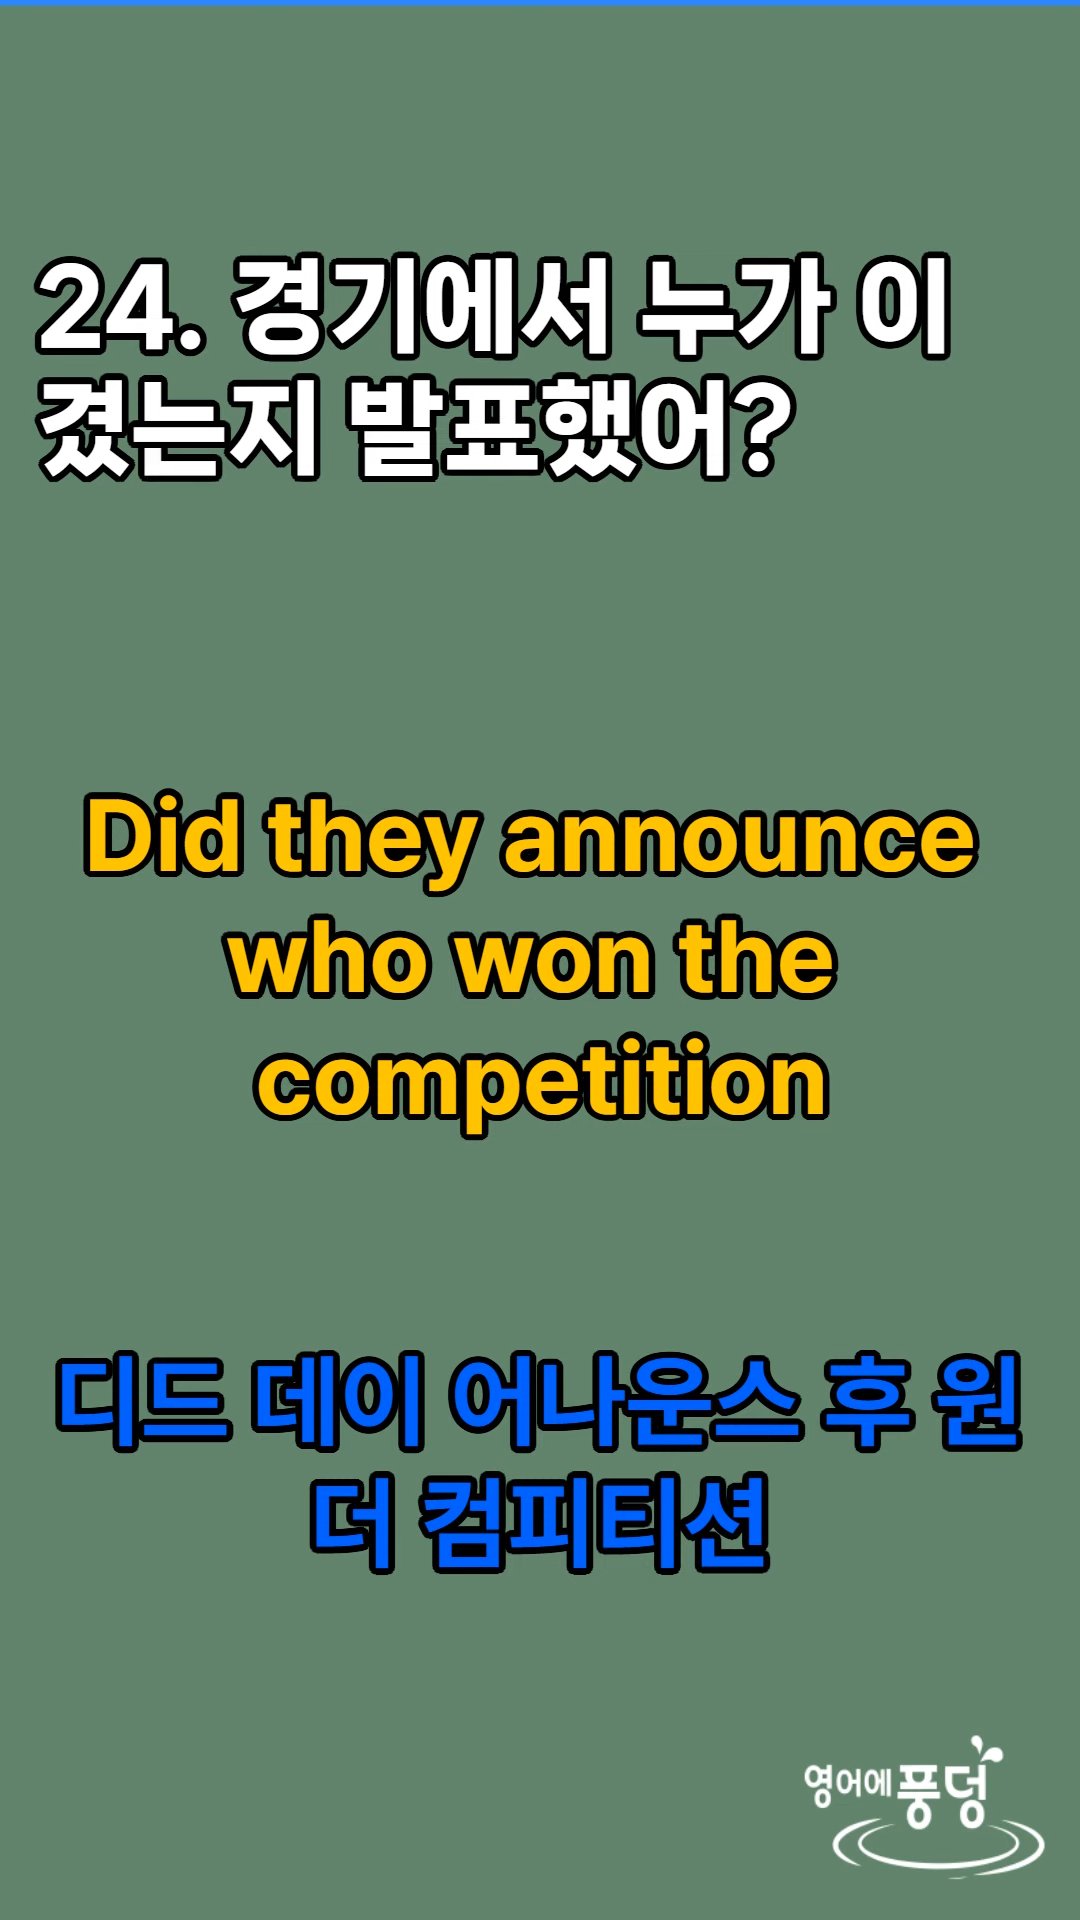 24. 경기에서 누가 이
겼는지 발표했어?
Did they announce
who won the
competition
디드 데이 어나운스 후 원
더 컴피티션
영어에풍덩